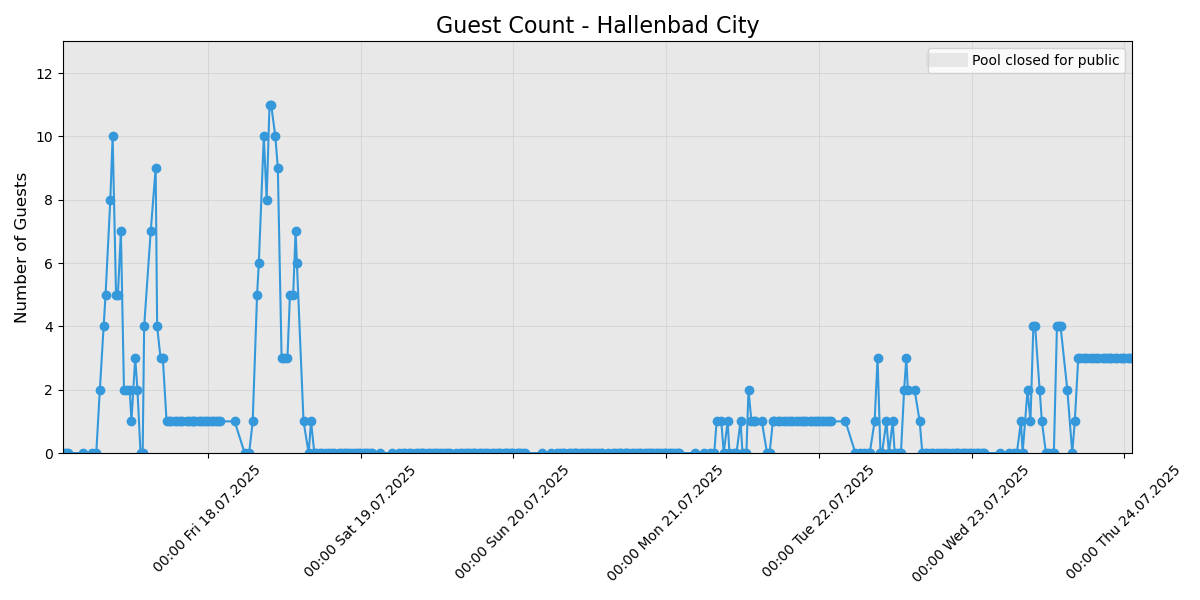 Guest Count - Hallenbad City
Pool closed for public
Number of Guests
12
10
8
6
4
2
0
00:00 Fri 18.07.2025
00:00 Sat 19.07.2025
00:00 Sun 20.07.2025
00:00 Mon 21.07.2025
00:00 Tue 22.07.2025
00:00 Wed 23.07.2025
00:00 Thu 24.07.2025